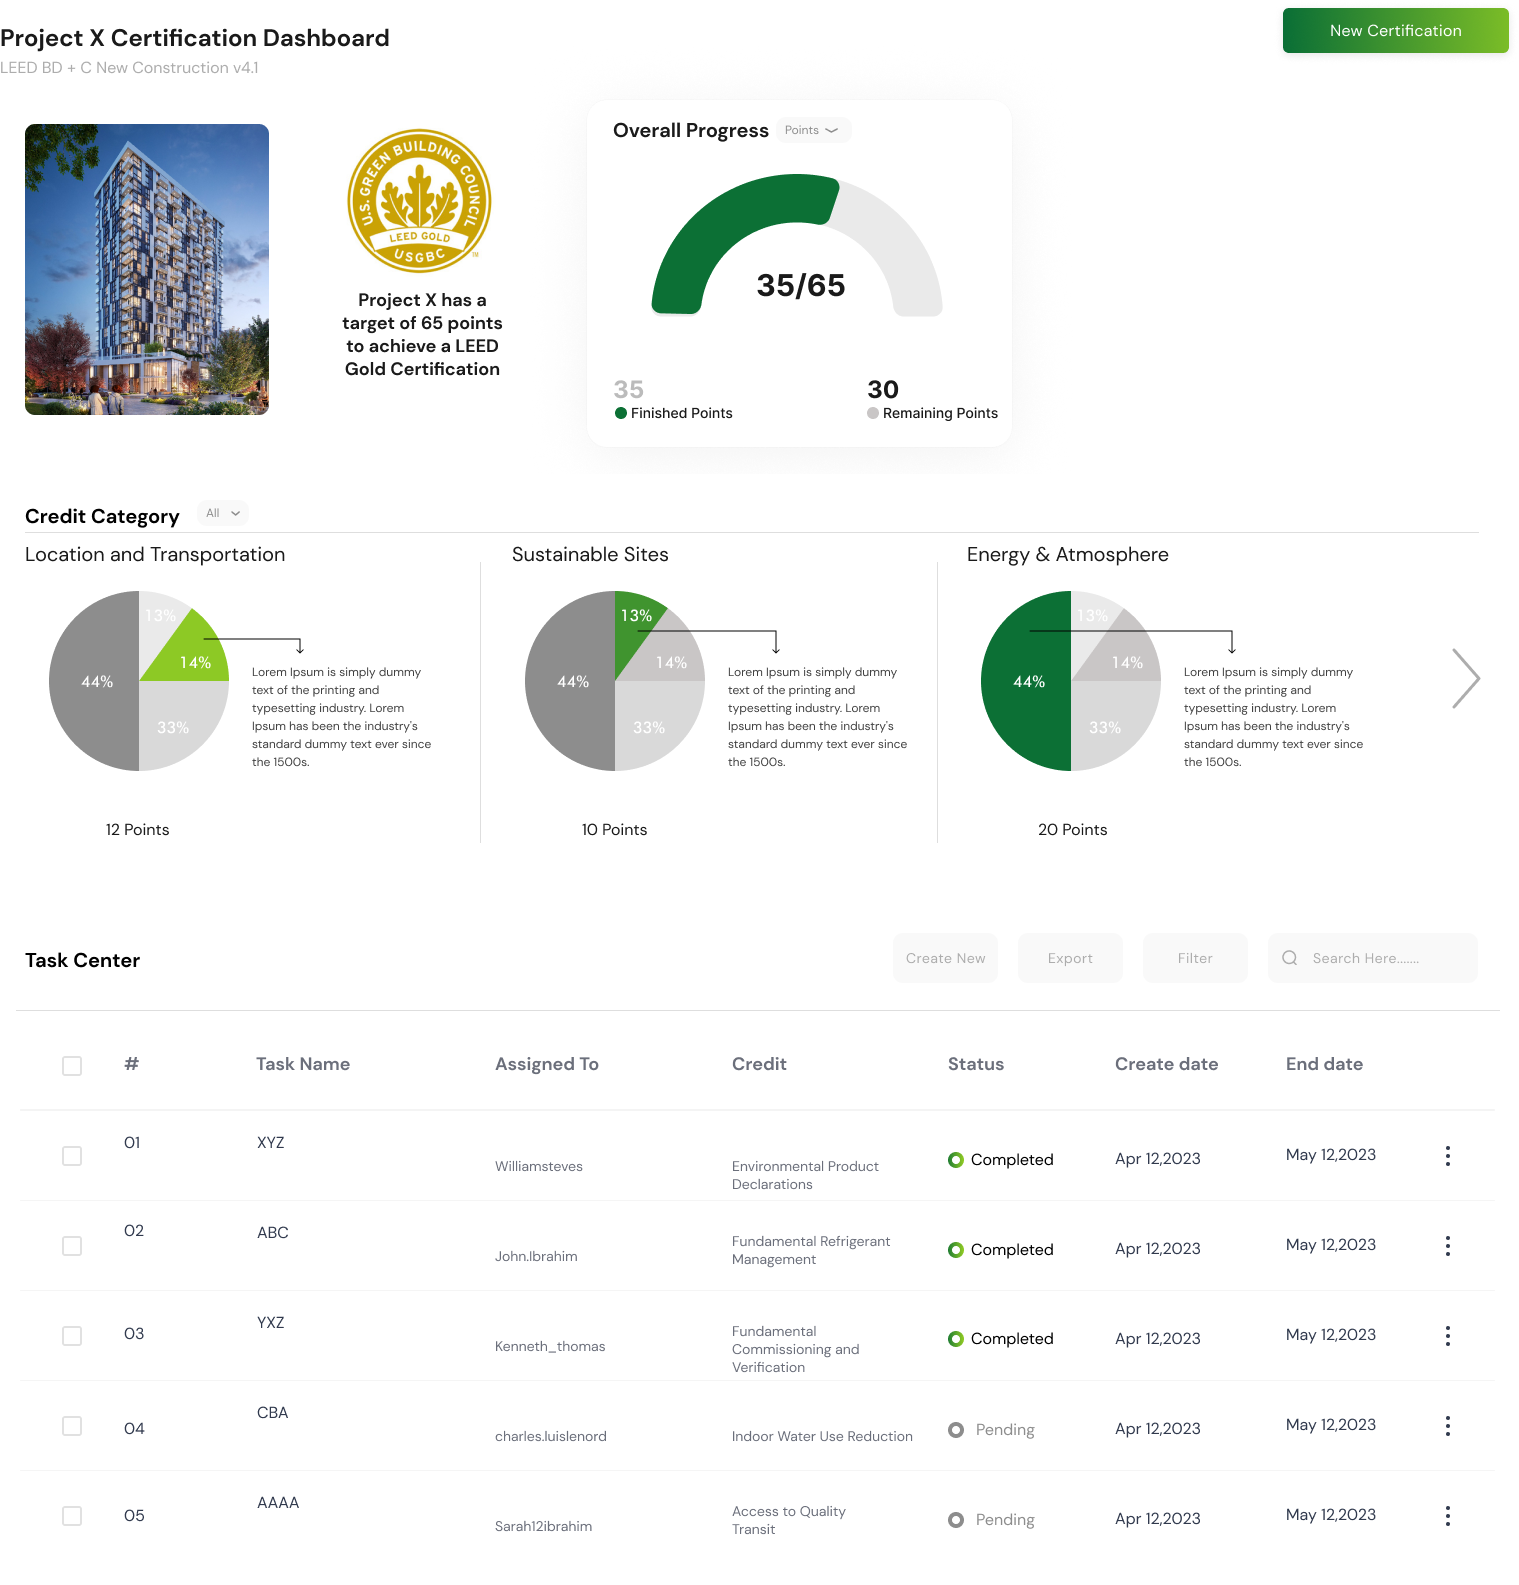 Project X Certification Dashboard
LEED BD + C New Construction v4.1
New Certification
U.S. GREEN BUILDING COUNCIL
LEED GOLD
USGBC
TM
Project X has a
target of 65 points
to achieve a LEED
Gold Certification
Overall Progress
Points
35/65
35
Finished Points
30
Remaining Points
Credit Category
All
Location and Transportation
13%
14%
44%
33%
Lorem Ipsum is simply dummy
text of the printing and
typesetting industry. Lorem
Ipsum has been the industry's
standard dummy text ever since
the 1500s.
12 Points
Sustainable Sites
13%
14%
44%
33%
Lorem Ipsum is simply dummy
text of the printing and
typesetting industry. Lorem
Ipsum has been the industry's
standard dummy text ever since
the 1500s.
10 Points
Energy & Atmosphere
13%
14%
44%
33%
Lorem Ipsum is simply dummy
text of the printing and
typesetting industry. Lorem
Ipsum has been the industry's
standard dummy text ever since
the 1500s.
20 Points
Task Center
Create New
Export
Filter
Search Here.......
# Task Name Assigned To Credit Status Create date End date
01 XYZ Williamsteves
Environmental Product
Declarations
Completed Apr 12,2023 May 12,2023
02 ABC John.Ibrahim
Fundamental Refrigerant
Management
Completed Apr 12,2023 May 12,2023
03 YXZ Kenneth_thomas
Fundamental
Commissioning and
Verification
Completed Apr 12,2023 May 12,2023
04 CBA charles.luislenord
Indoor Water Use Reduction
Pending Apr 12,2023 May 12,2023
05 AAAA Sarah12ibrahim
Access to Quality
Transit
Pending Apr 12,2023 May 12,2023